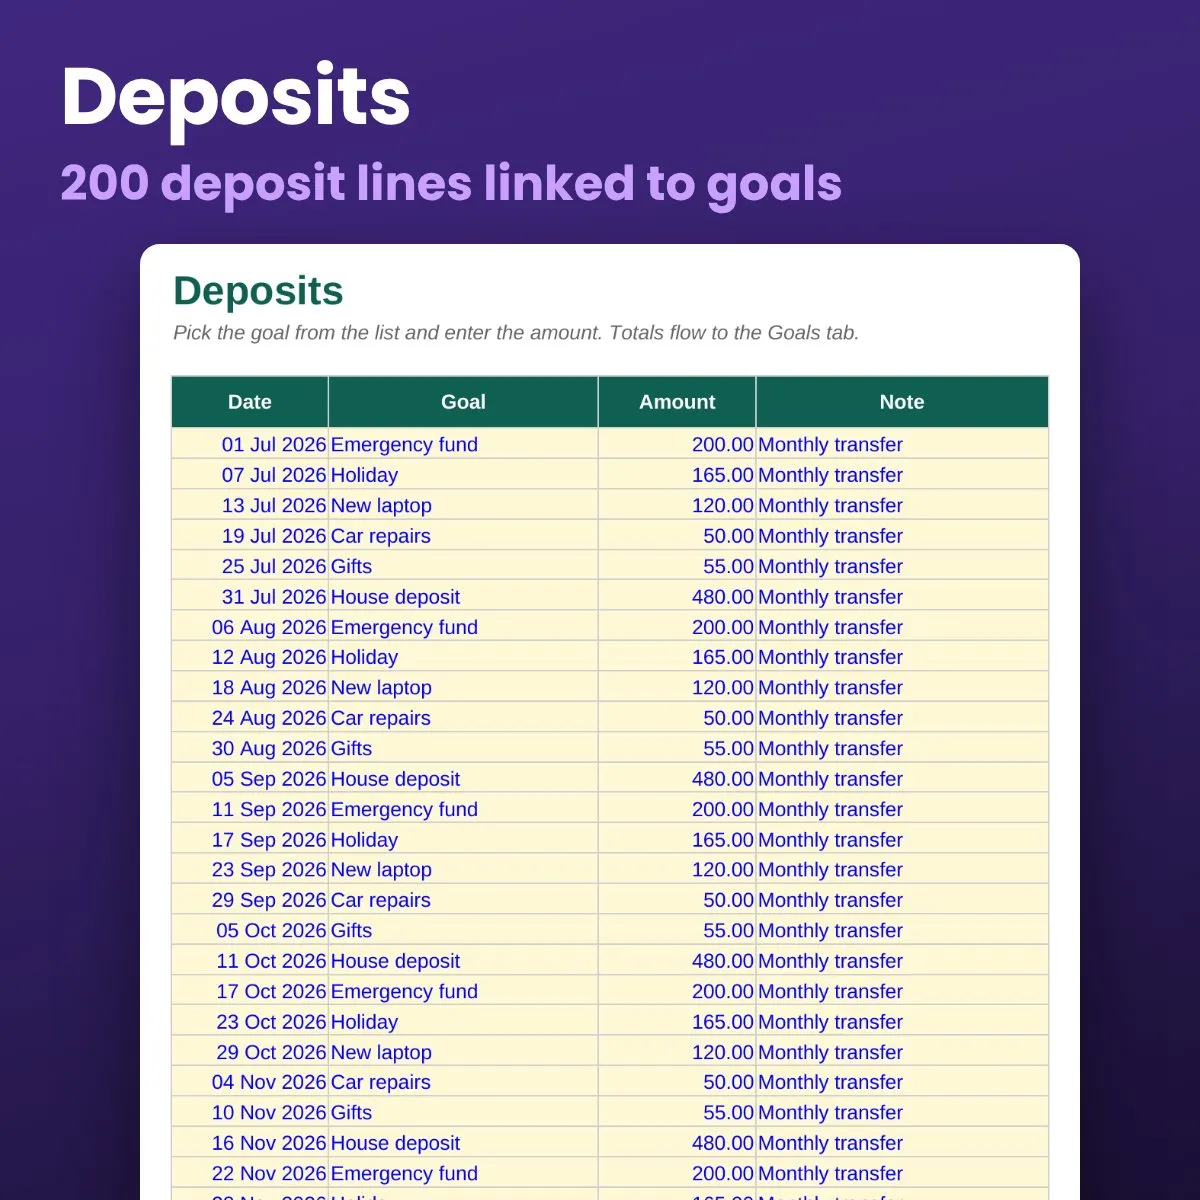 Deposits
200 deposit lines linked to goals
Deposits
Pick the goal from the list and enter the amount. Totals flow to the Goals tab.
Date Goal Amount Note
01 Jul 2026 Emergency fund 200.00 Monthly transfer
07 Jul 2026 Holiday 165.00 Monthly transfer
13 Jul 2026 New laptop 120.00 Monthly transfer
19 Jul 2026 Car repairs 50.00 Monthly transfer
25 Jul 2026 Gifts 55.00 Monthly transfer
31 Jul 2026 House deposit 480.00 Monthly transfer
06 Aug 2026 Emergency fund 200.00 Monthly transfer
12 Aug 2026 Holiday 165.00 Monthly transfer
18 Aug 2026 New laptop 120.00 Monthly transfer
24 Aug 2026 Car repairs 50.00 Monthly transfer
30 Aug 2026 Gifts 55.00 Monthly transfer
05 Sep 2026 House deposit 480.00 Monthly transfer
11 Sep 2026 Emergency fund 200.00 Monthly transfer
17 Sep 2026 Holiday 165.00 Monthly transfer
23 Sep 2026 New laptop 120.00 Monthly transfer
29 Sep 2026 Car repairs 50.00 Monthly transfer
05 Oct 2026 Gifts 55.00 Monthly transfer
11 Oct 2026 House deposit 480.00 Monthly transfer
17 Oct 2026 Emergency fund 200.00 Monthly transfer
23 Oct 2026 Holiday 165.00 Monthly transfer
29 Oct 2026 New laptop 120.00 Monthly transfer
04 Nov 2026 Car repairs 50.00 Monthly transfer
10 Nov 2026 Gifts 55.00 Monthly transfer
16 Nov 2026 House deposit 480.00 Monthly transfer
22 Nov 2026 Emergency fund 200.00 Monthly transfer